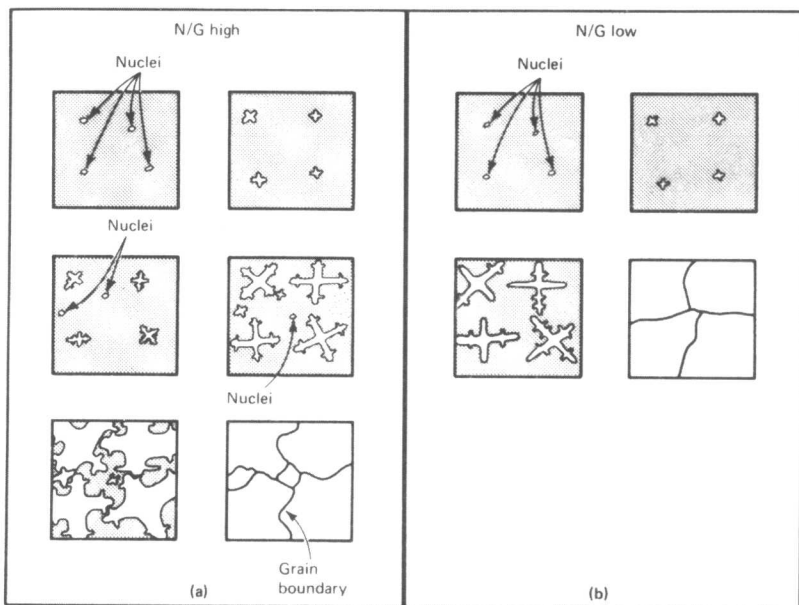 N/G high
Nuclei
Nuclei
Nuclei
Grain
boundary
(a)
N/G low
Nuclei
(b)